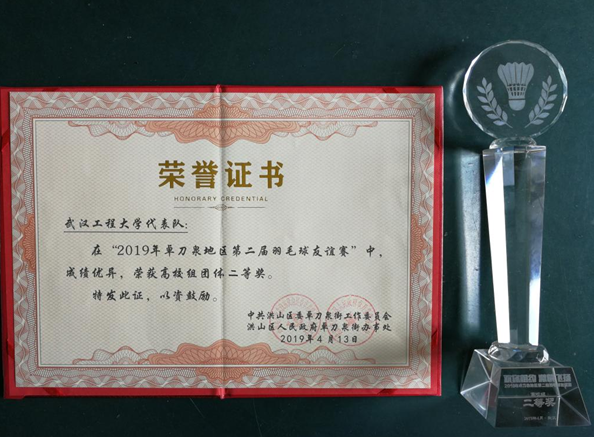 荣誉证书
HONORARY CREDENTIAL
武汉工程大学代表队:
在“2019年卓刀泉地区第二届羽毛球友谊赛”中,
成绩优异,荣获高校组团体二等奖。
特发此证,以资鼓励。
中共洪山区委卓刀泉街工作委员会
洪山区人民政府卓刀泉街办事处
2019年4月13日
二等奖